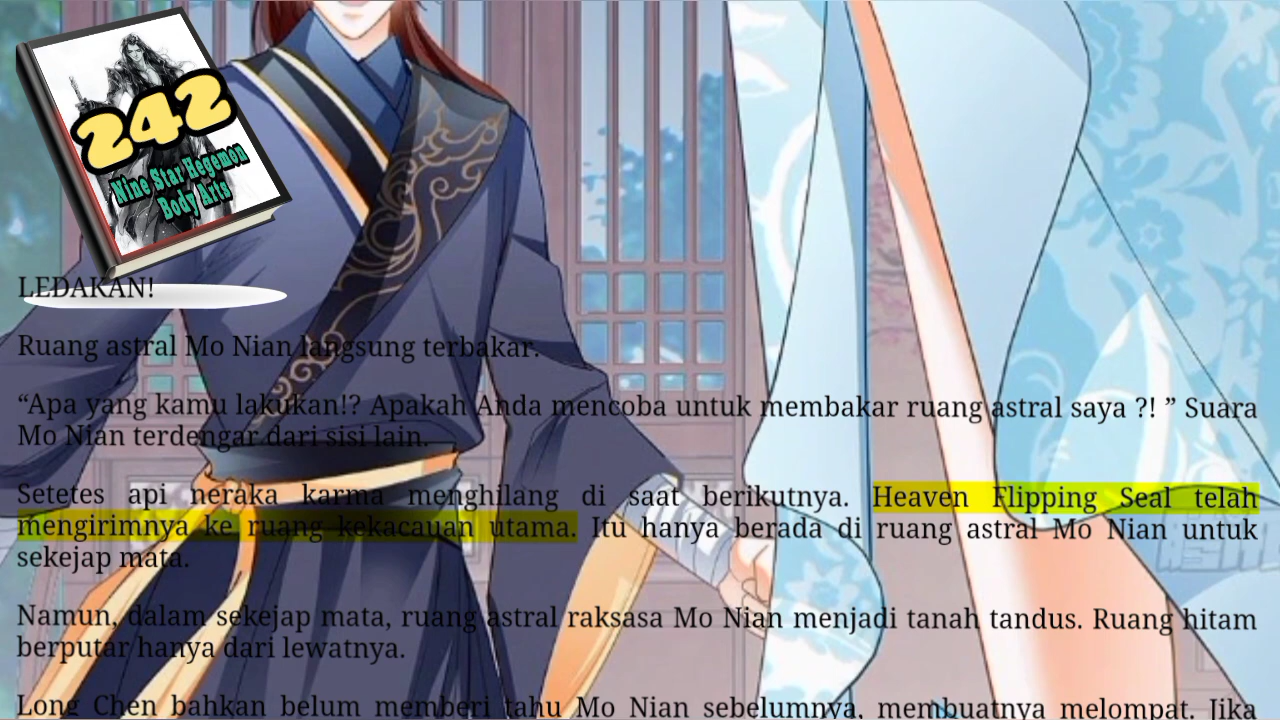 242
Nine Star Hegemon
Body Arts
LEDAKAN!
Ruang astral Mo Nian langsung terbakar.
“Apa yang kamu lakukan!? Apakah Anda mencoba untuk membakar ruang astral saya ?! ” Suara
Mo Nian terdengar dari sisi lain.
Setetes api neraka karma menghilang di saat berikutnya. Heaven Flipping Seal telah
mengirimnya ke ruang kekacauan utama. Itu hanya berada di ruang astral Mo Nian untuk
sekejap mata.
Namun, dalam sekejap mata, ruang astral raksasa Mo Nian menjadi tanah tandus. Ruang hitam
berputar hanya dari lewatnya.
Long Chen bahkan belum memberi tahu Mo Nian sebelumnya, membuatnya melompat. Jika